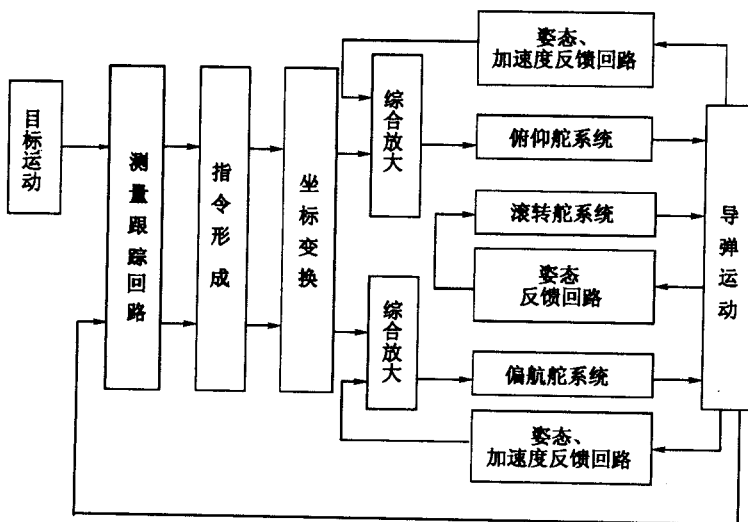 目标运动
测量跟踪回路
指令形成
坐标变换
综合放大
姿态、
加速度反馈回路
俯仰舵系统
滚转舵系统
姿态
反馈回路
综合放大
偏航舵系统
姿态、
加速度反馈回路
导弹运动